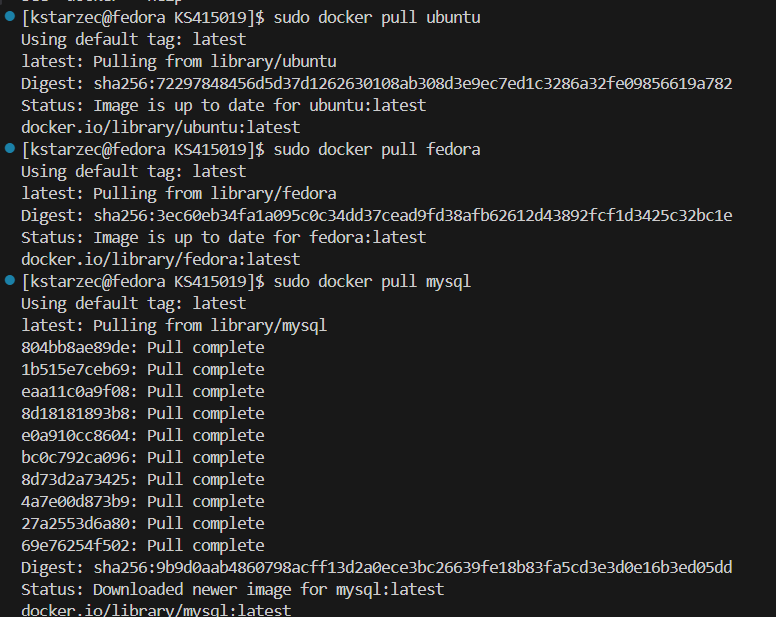 [kstarzec@fedora KS415019]$ sudo docker pull ubuntu
Using default tag: latest
latest: Pulling from library/ubuntu
Digest: sha256:72297848456d5d37d1262630108ab308d3e9ec7ed1c3286a32fe09856619a782
Status: Image is up to date for ubuntu:latest
docker.io/library/ubuntu:latest
[kstarzec@fedora KS415019]$ sudo docker pull fedora
Using default tag: latest
latest: Pulling from library/fedora
Digest: sha256:3ec60eb34fa1a095c0c34dd37cead9fd38afb62612d43892fcf1d3425c32bc1e
Status: Image is up to date for fedora:latest
docker.io/library/fedora:latest
[kstarzec@fedora KS415019]$ sudo docker pull mysql
Using default tag: latest
latest: Pulling from library/mysql
804bb8ae89de: Pull complete
1b515e7ceb69: Pull complete
eaa11c0a9f08: Pull complete
8d18181893b8: Pull complete
e0a910cc8604: Pull complete
bc0c792ca096: Pull complete
8d73d2a73425: Pull complete
4a7e00d873b9: Pull complete
27a2553d6a80: Pull complete
69e76254f502: Pull complete
Digest: sha256:9b9d0aab4860798acff13d2a0ece3bc26639fe18b83fa5cd3e3d0e16b3ed05dd
Status: Downloaded newer image for mysql:latest
docker.io/library/mysql:latest